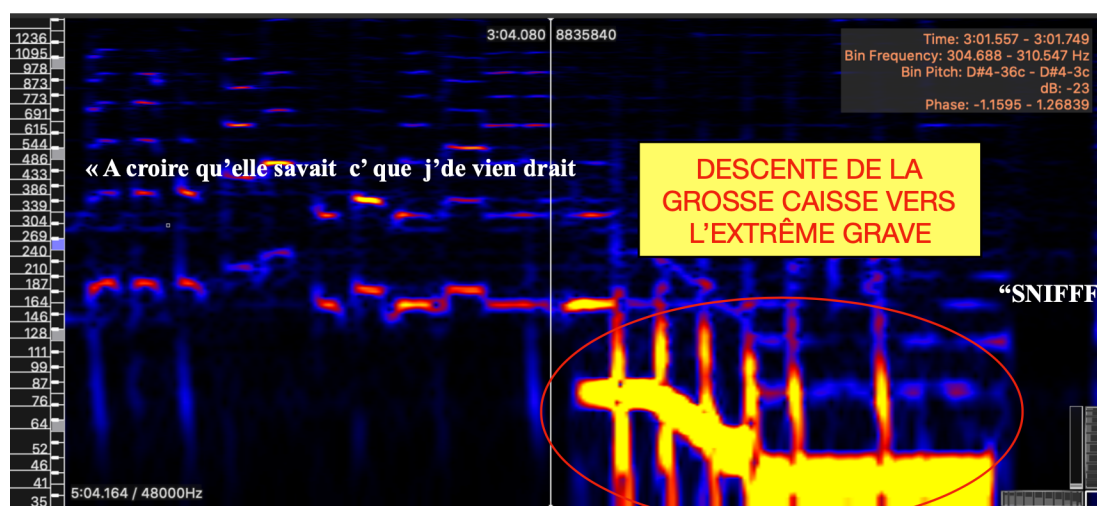 3:04.080 8835840
Time: 3:01.557 - 3:01.749
Bin Frequency: 304.688 - 310.547 Hz
Bin Pitch: D#4-36c - D#4-3c
dB: -23
Phase: -1.1595 - 1.26839
1236
1095
978
873
773
691
615
544
486
433
386
339
304
269
240
210
187
164
146
128
111
99
87
76
64
52
46
41
35
« A croire qu’elle savait c’ que j’de vien drait
DESCENTE DE LA
GROSSE CAISSE VERS
L’EXTRÊME GRAVE
“SNIFFF
5:04.164 / 48000Hz